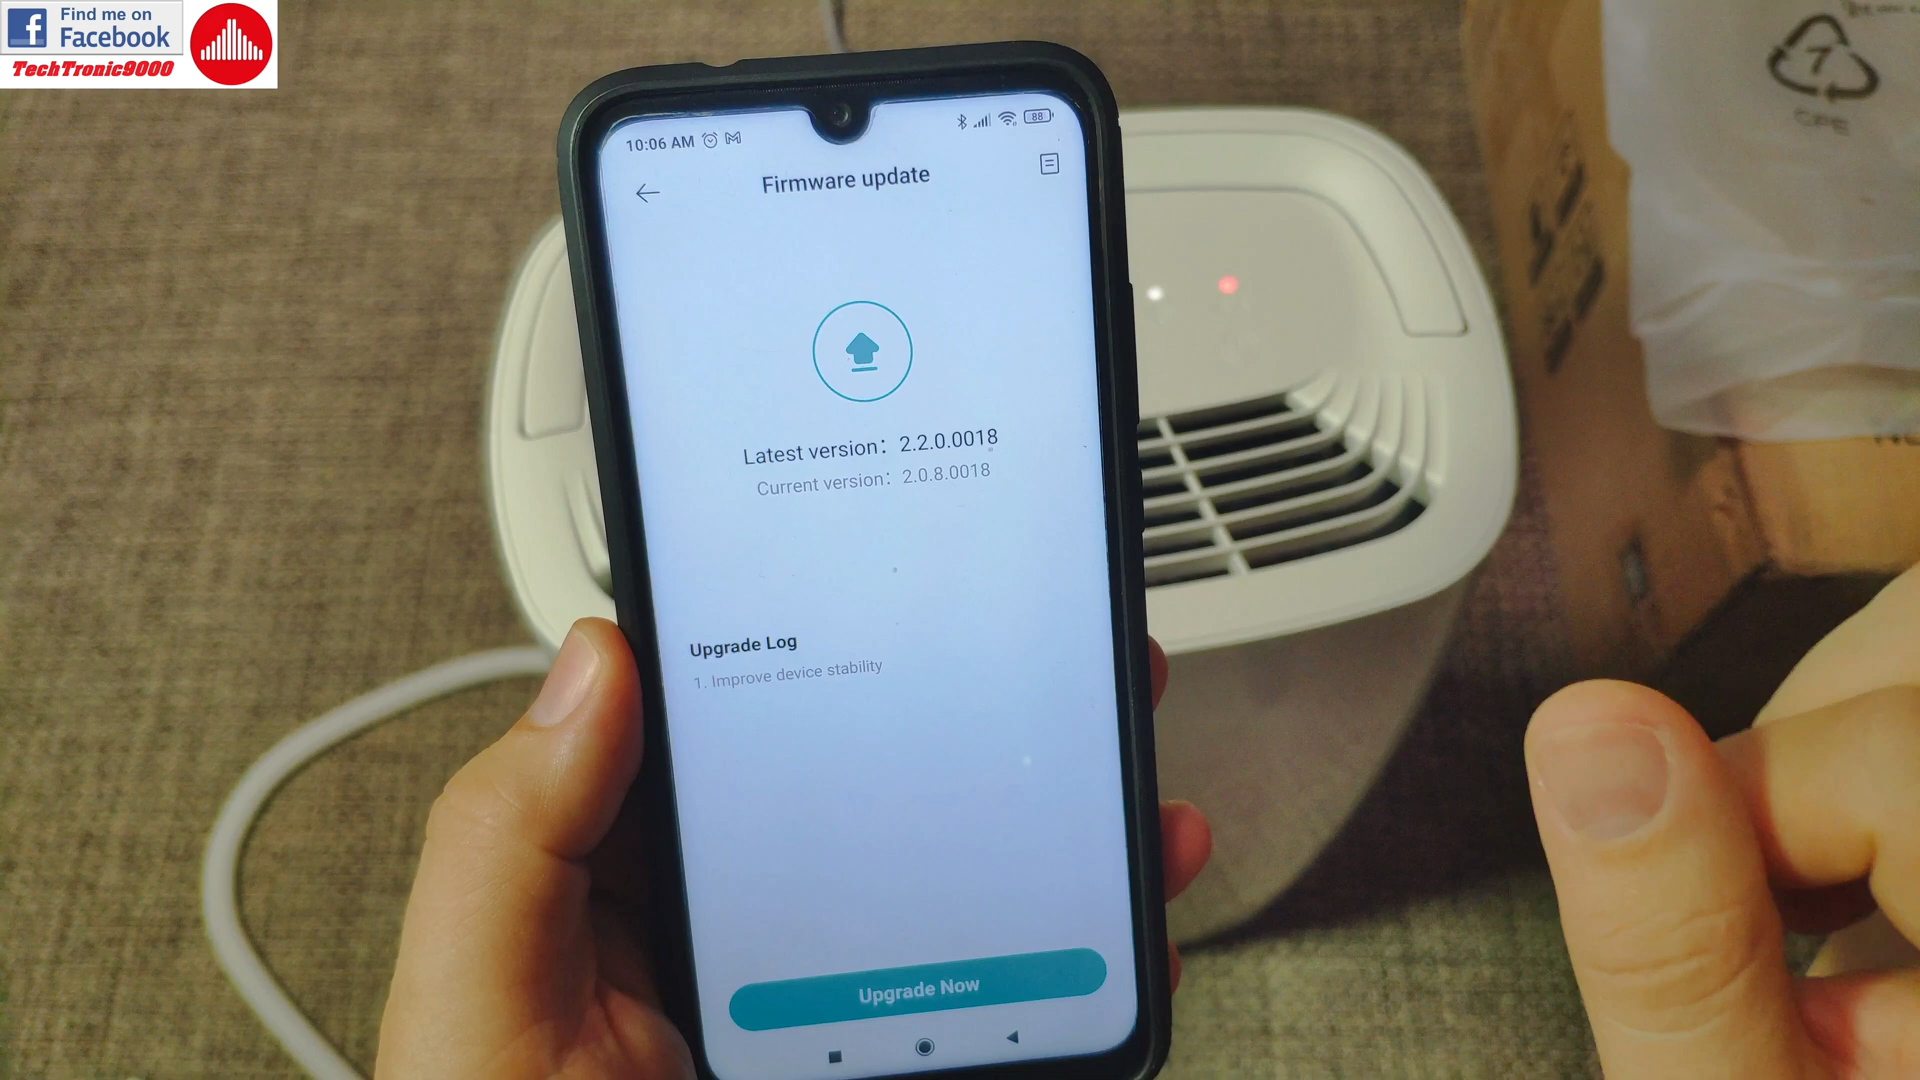 Find me on
Facebook
TechTronic9000
10:06 AM
88
Firmware update
Latest version: 2.2.0.0018
Current version: 2.0.8.0018
Upgrade Log
1. Improve device stability
Upgrade Now
7
CPE